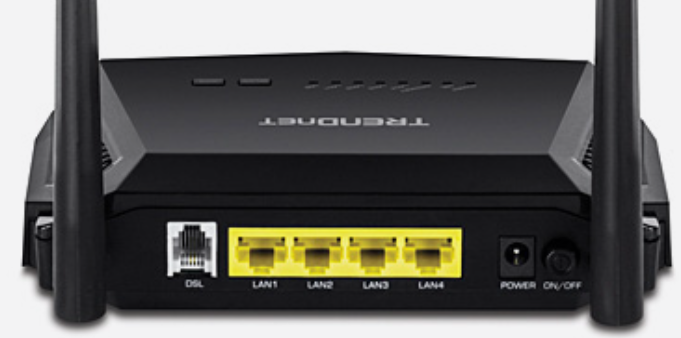 TRENDNET
DSL
LAN1
LAN2
LAN3
LAN4
POWER
ON/OFF